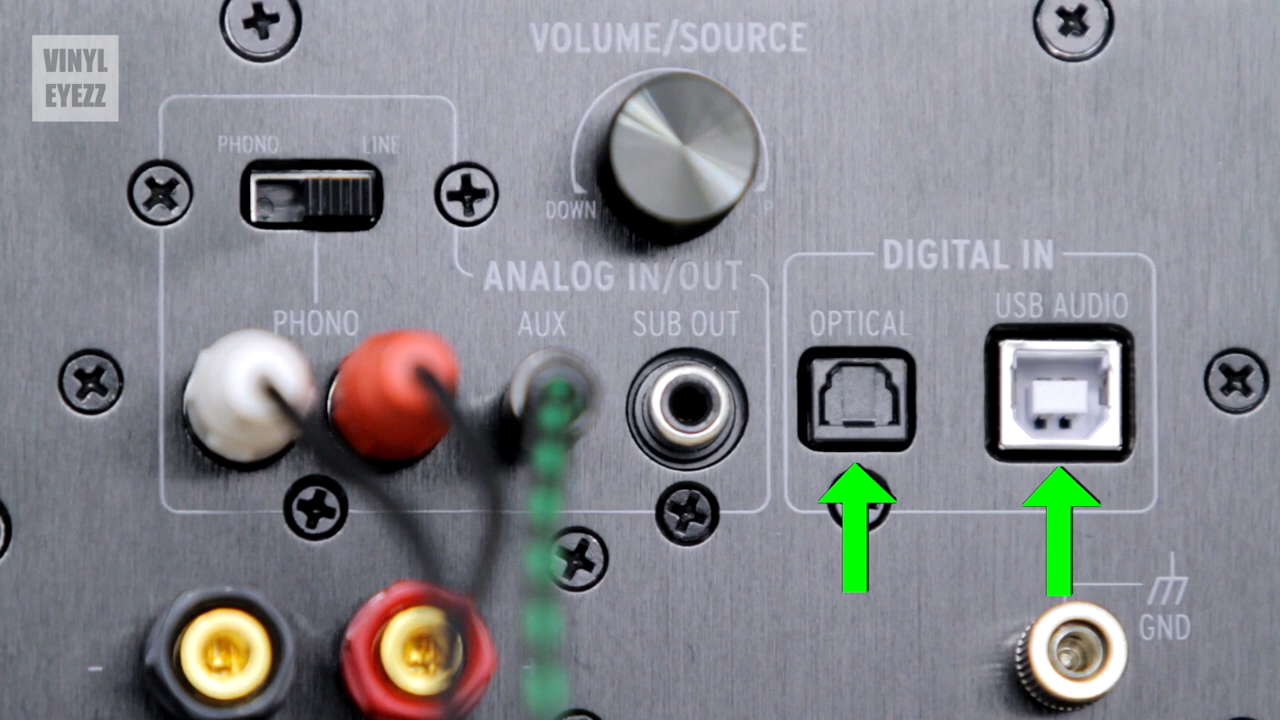 VINYL
EYEZZ
VOLUME/SOURCE
PHONO
LINE
DOWN
DIGITAL IN
ANALOG IN/OUT
USB AUDIO
PHONO
AUX
SUB OUT
OPTICAL
GND